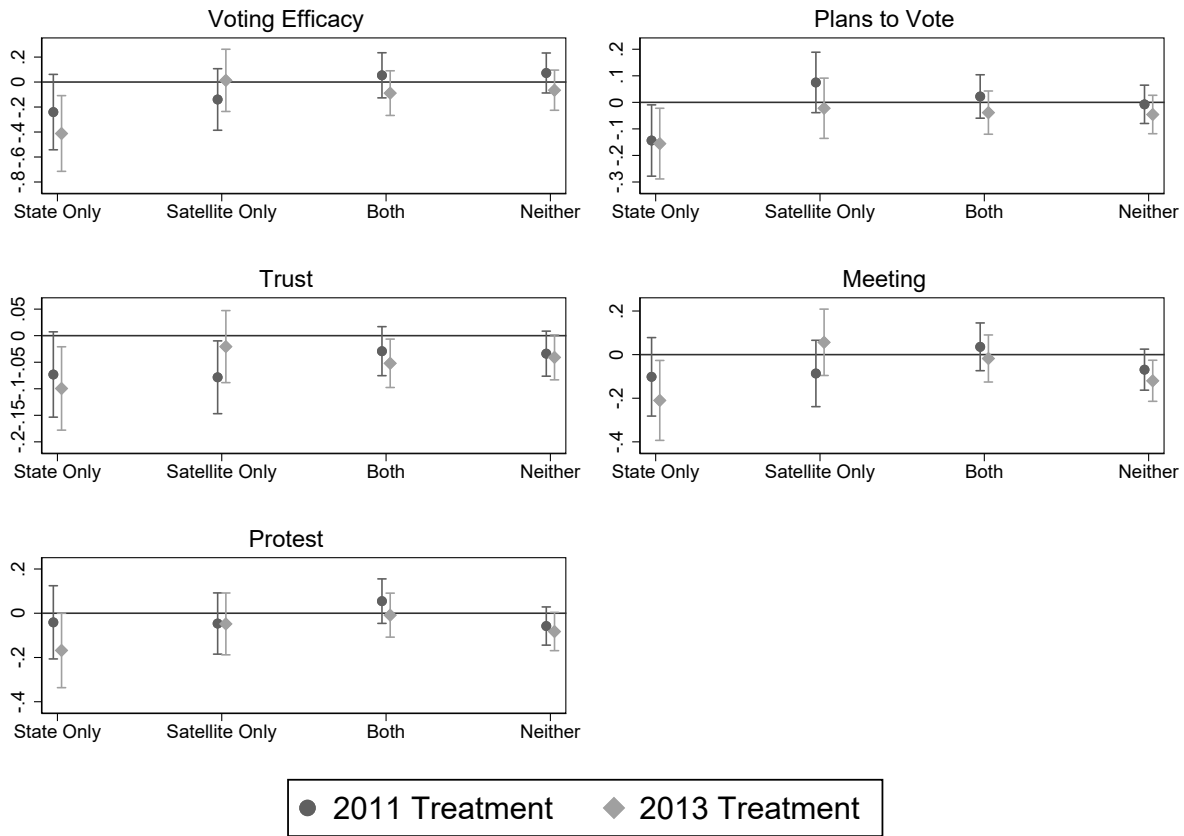 Voting Efficacy
.2
0
-.2
-.4
-.6
-.8
State Only Satellite Only Both Neither
Plans to Vote
.2
.1
0
-.1
-.2
-.3
State Only Satellite Only Both Neither
Trust
.05
0
-.05
-.1
-.15
-.2
State Only Satellite Only Both Neither
Meeting
.2
0
-.2
-.4
State Only Satellite Only Both Neither
Protest
.2
0
-.2
-.4
State Only Satellite Only Both Neither
2011 Treatment 2013 Treatment